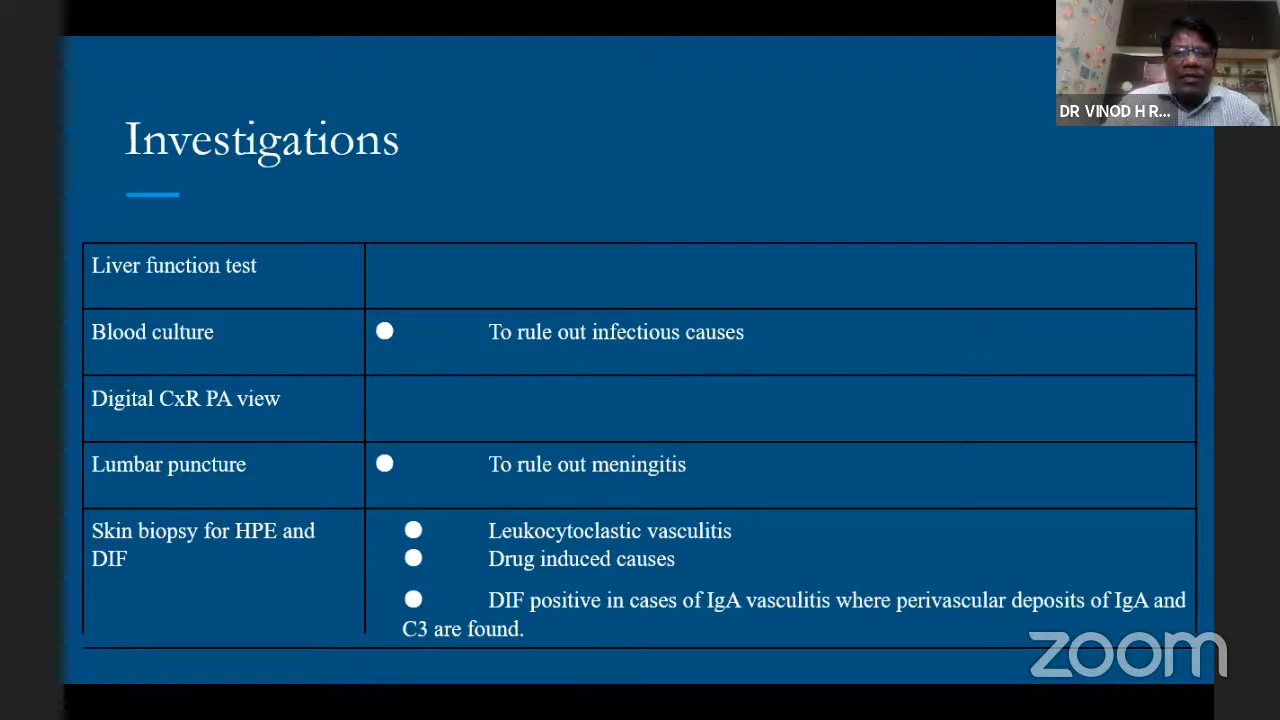 DR VINOD H R...
Investigations
Liver function test
Blood culture
● To rule out infectious causes
Digital CxR PA view
Lumbar puncture
● To rule out meningitis
Skin biopsy for HPE and
DIF
● Leukocytoclastic vasculitis
● Drug induced causes
● DIF positive in cases of IgA vasculitis where perivascular deposits of IgA and
C3 are found.
zoom